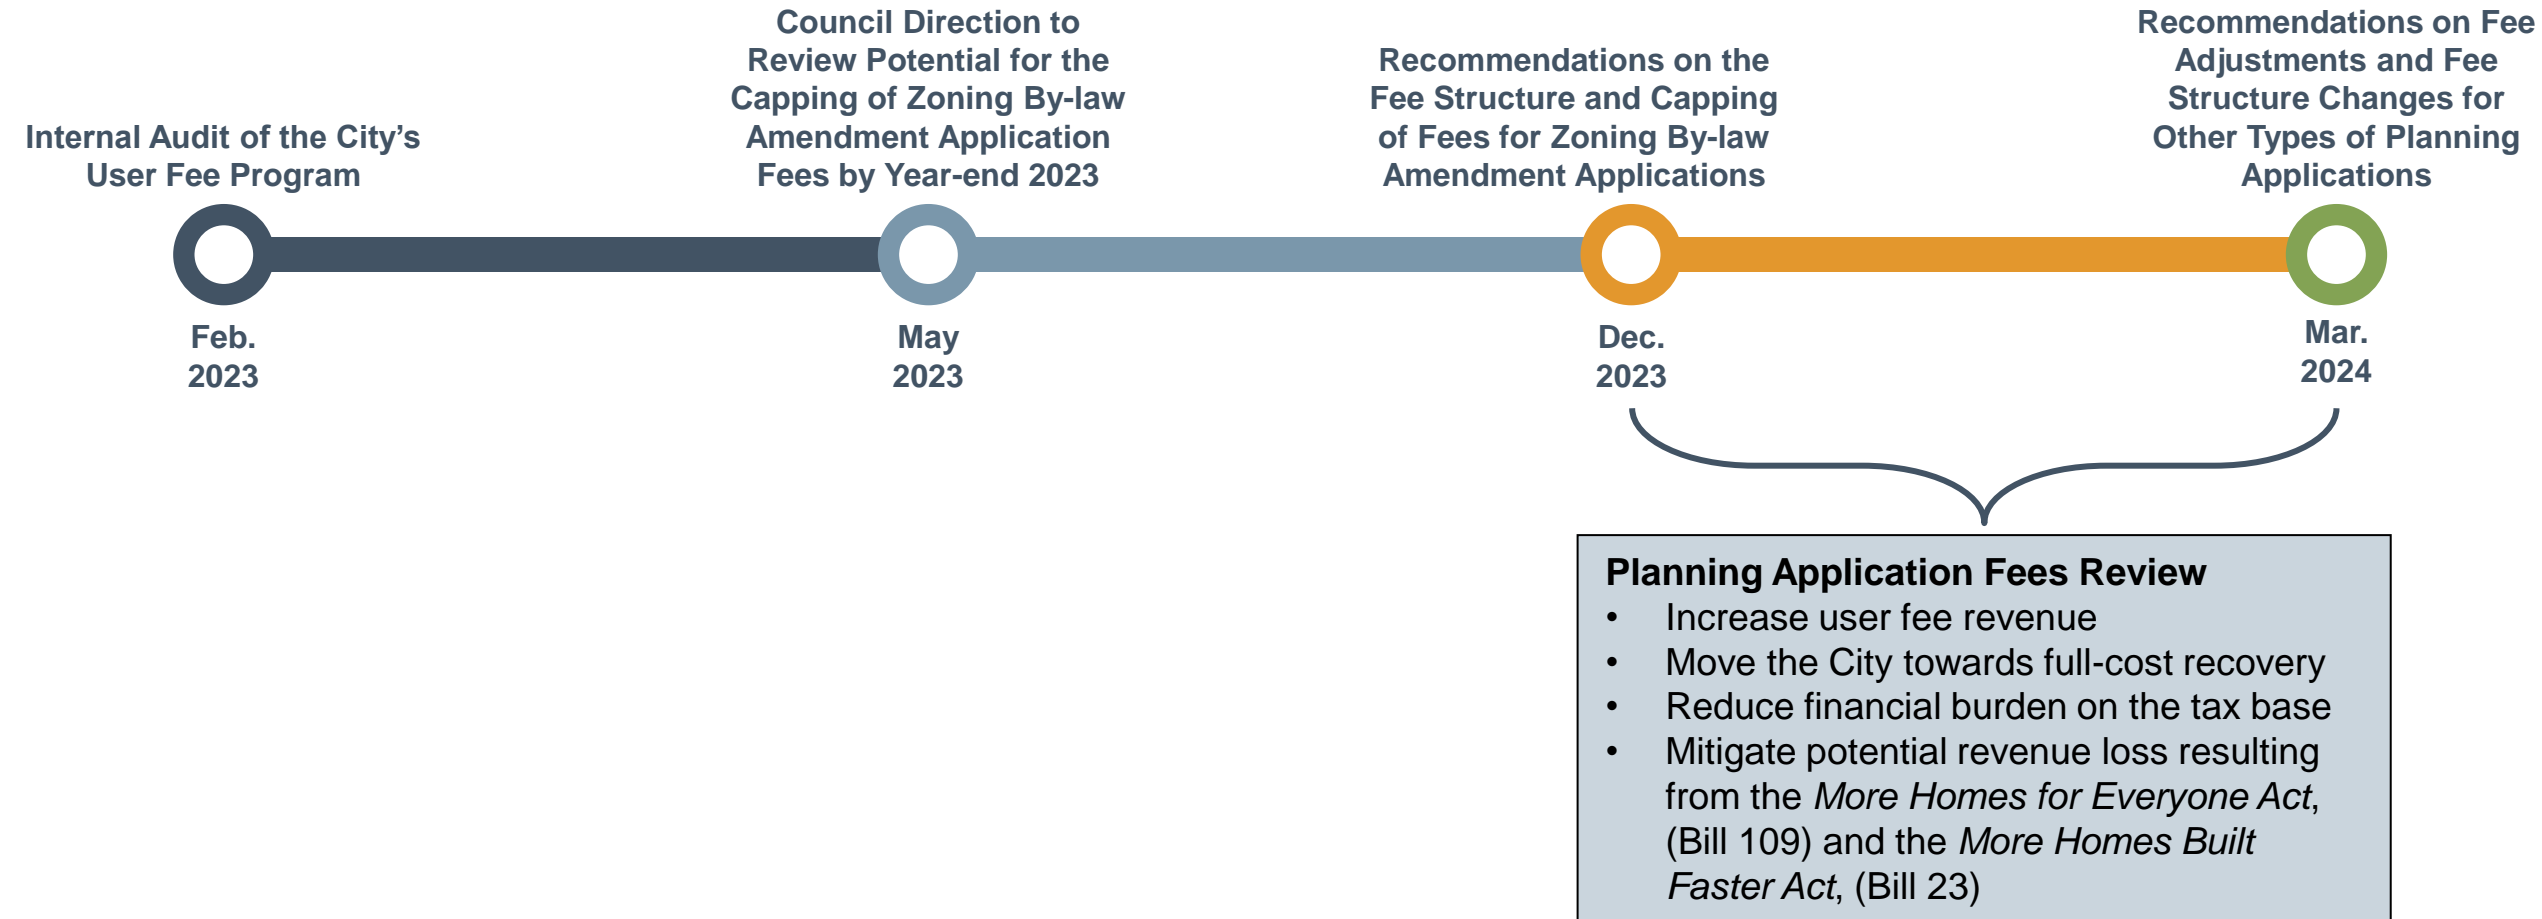 Internal Audit of the City's
User Fee Program
Feb.
2023
Council Direction to
Review Potential for the
Capping of Zoning By-law
Amendment Application
Fees by Year-end 2023
May
2023
Recommendations on the
Fee Structure and Capping
of Fees for Zoning By-law
Amendment Applications
Dec.
2023
Recommendations on Fee
Adjustments and Fee
Structure Changes for
Other Types of Planning
Applications
Mar.
2024
Planning Application Fees Review
• Increase user fee revenue
• Move the City towards full-cost recovery
• Reduce financial burden on the tax base
• Mitigate potential revenue loss resulting
from the More Homes for Everyone Act,
(Bill 109) and the More Homes Built
Faster Act, (Bill 23)